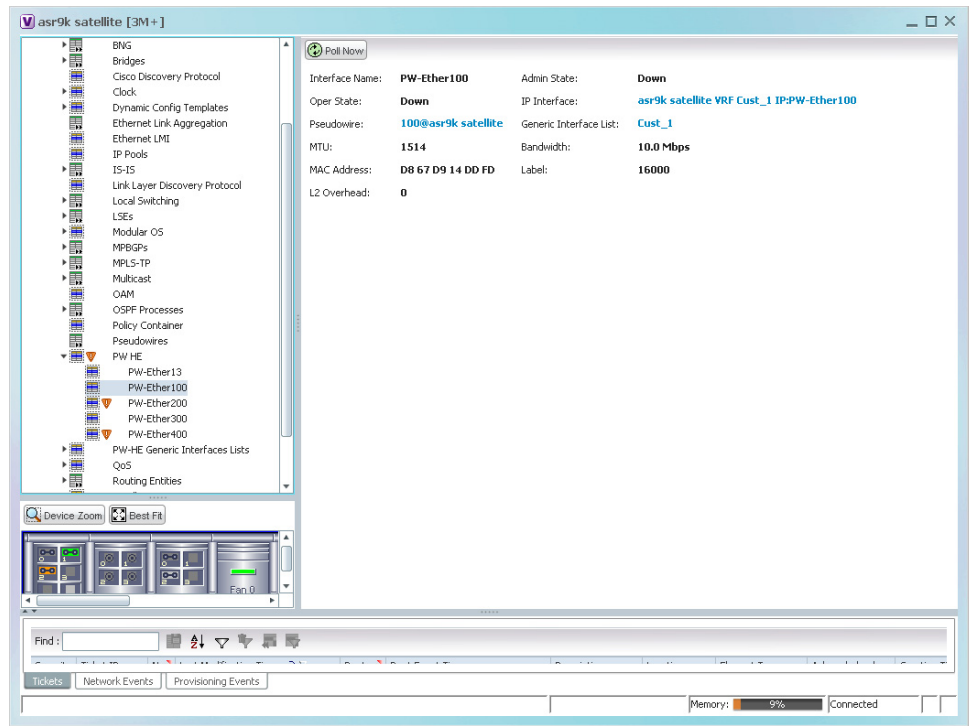 asr9k satellite [3M+]
BNG
Bridges
Cisco Discovery Protocol
Clock
Dynamic Config Templates
Ethernet Link Aggregation
Ethernet LMI
IP Pools
IS-IS
Link Layer Discovery Protocol
Local Switching
LSEs
Modular OS
MPBGPs
MPLS-TP
Multicast
OAM
OSPF Processes
Policy Container
Pseudowires
PW HE
PW-Ether13
PW-Ether100
PW-Ether200
PW-Ether300
PW-Ether400
PW-HE Generic Interfaces Lists
QoS
Routing Entities
Poll Now
Interface Name: PW-Ether100 Admin State: Down
Oper State: Down IP Interface: asr9k satellite VRF Cust_1 IP:PW-Ether100
Pseudowire: 100@asr9k satellite Generic Interface List: Cust_1
MTU: 1514 Bandwidth: 10.0 Mbps
MAC Address: D8 67 D9 14 DD FD Label: 16000
L2 Overhead: 0
Device Zoom Best Fit
Fan 0
Find :
Tickets Network Events Provisioning Events
Memory: 9% Connected